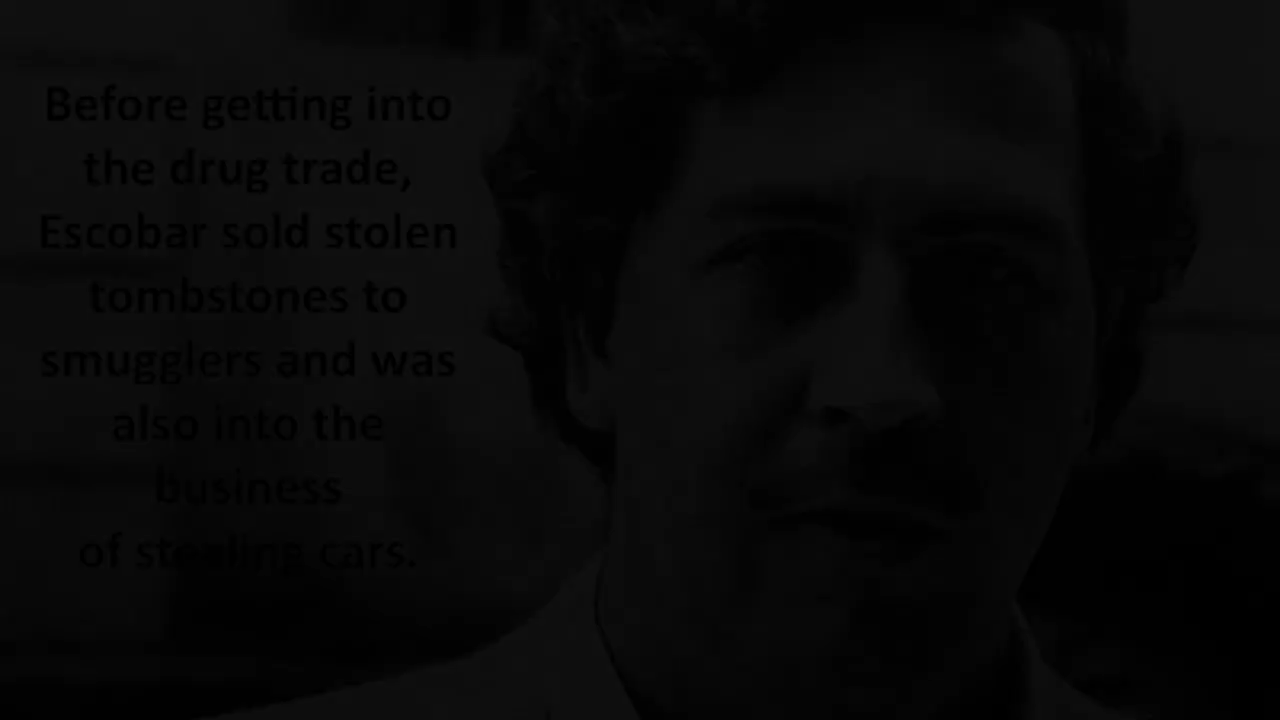 Before getting into
the drug trade,
Escobar sold stolen
tombstones to
smugglers and was
also into the
business
of stealing cars.